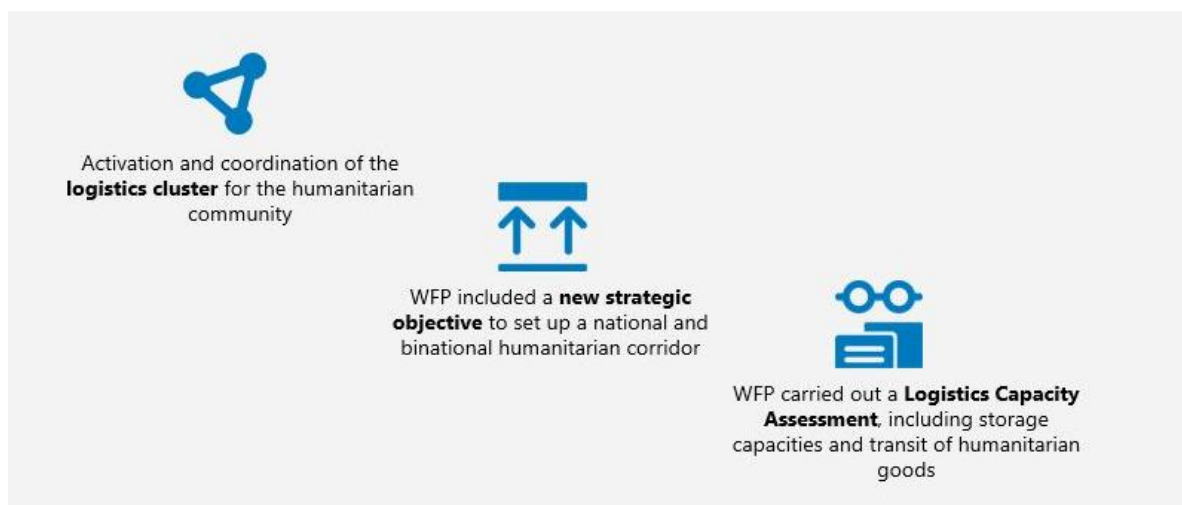 Activation and coordination of the
logistics cluster for the humanitarian
community
WFP included a new strategic
objective to set up a national and
binational humanitarian corridor
WFP carried out a Logistics Capacity
Assessment, including storage
capacities and transit of humanitarian
goods